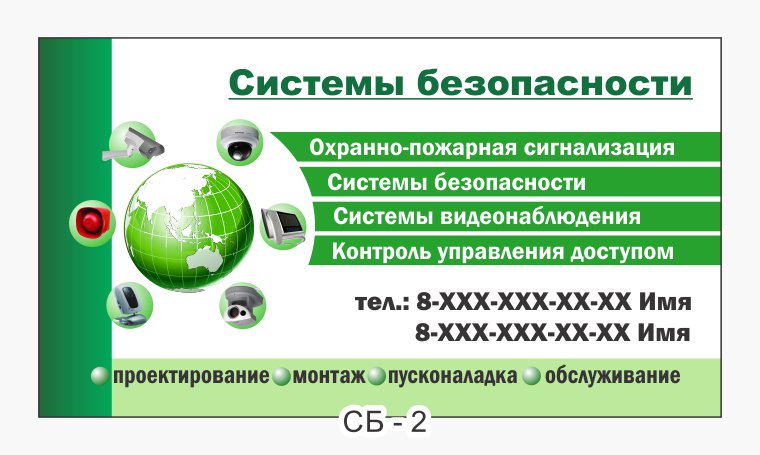 Системы безопасности
Охранно-пожарная сигнализация
Системы безопасности
Системы видеонаблюдения
Контроль управления доступом
тел.: 8-XXX-XXX-XX-XX Имя
8-XXX-XXX-XX-XX Имя
проектирование монтаж пусконаладка обслуживание
СБ - 2